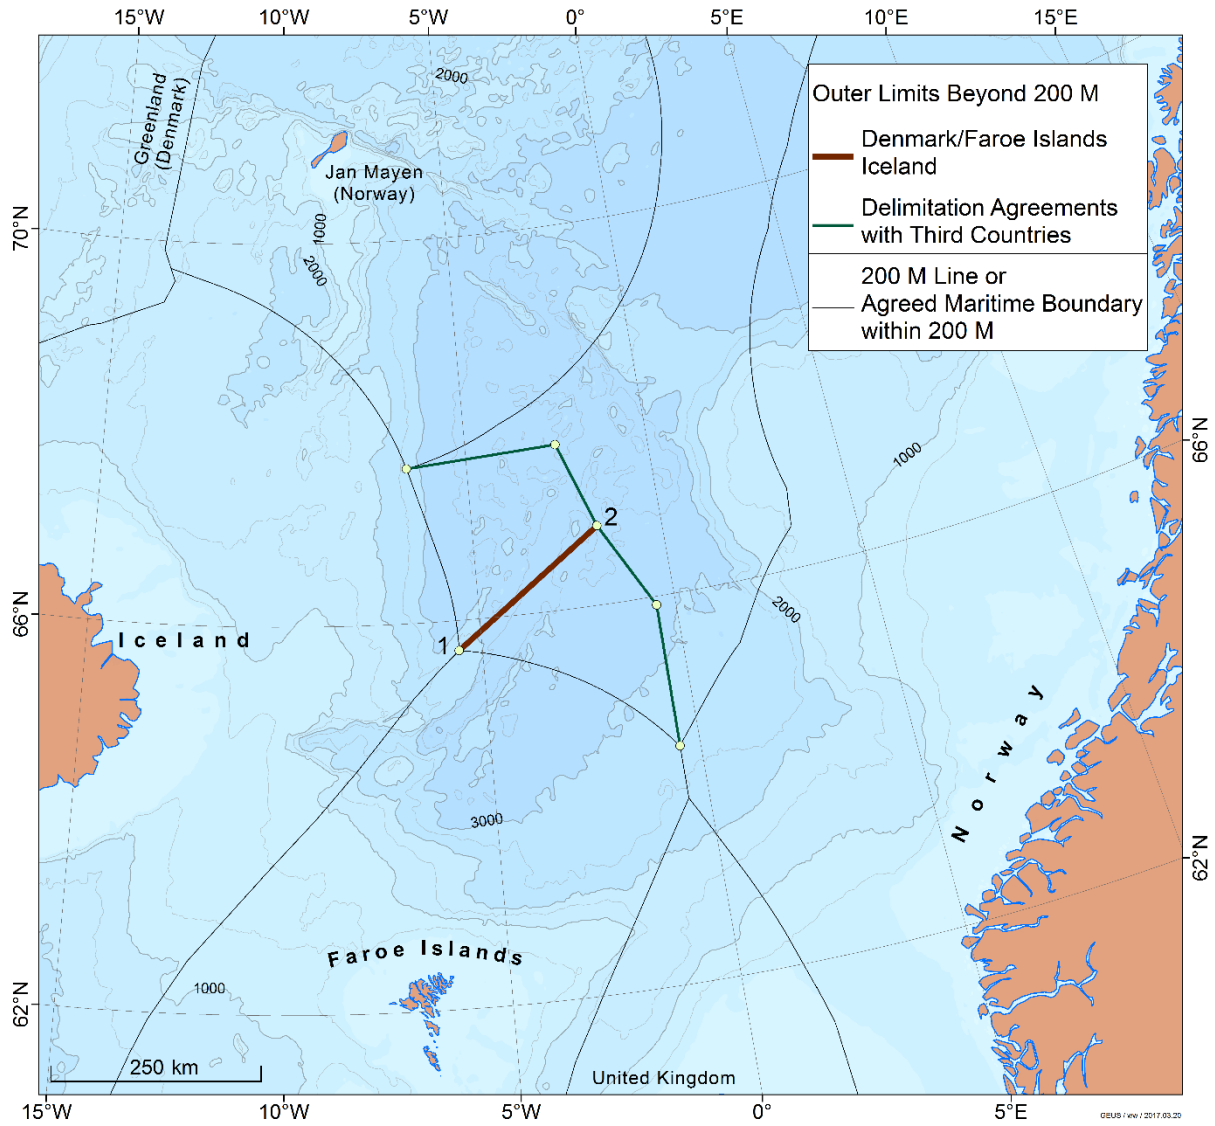 15°W 10°W 5°W 0° 5°E 10°E 15°E
2000
Greenland
(Denmark)
Jan Mayen
(Norway)
Outer Limits Beyond 200 M
Denmark/Faroe Islands
Iceland
Delimitation Agreements
with Third Countries
200 M Line or
Agreed Maritime Boundary
within 200 M
70°N
1000
2000
66°N
1000
2
2000
66°N
Iceland
1
Norway
3000
62°N
Faroe Islands
1000
62°N
250 km
United Kingdom
15°W 10°W 5°W 0° 5°E
GEUS / vw / 2017.03.20